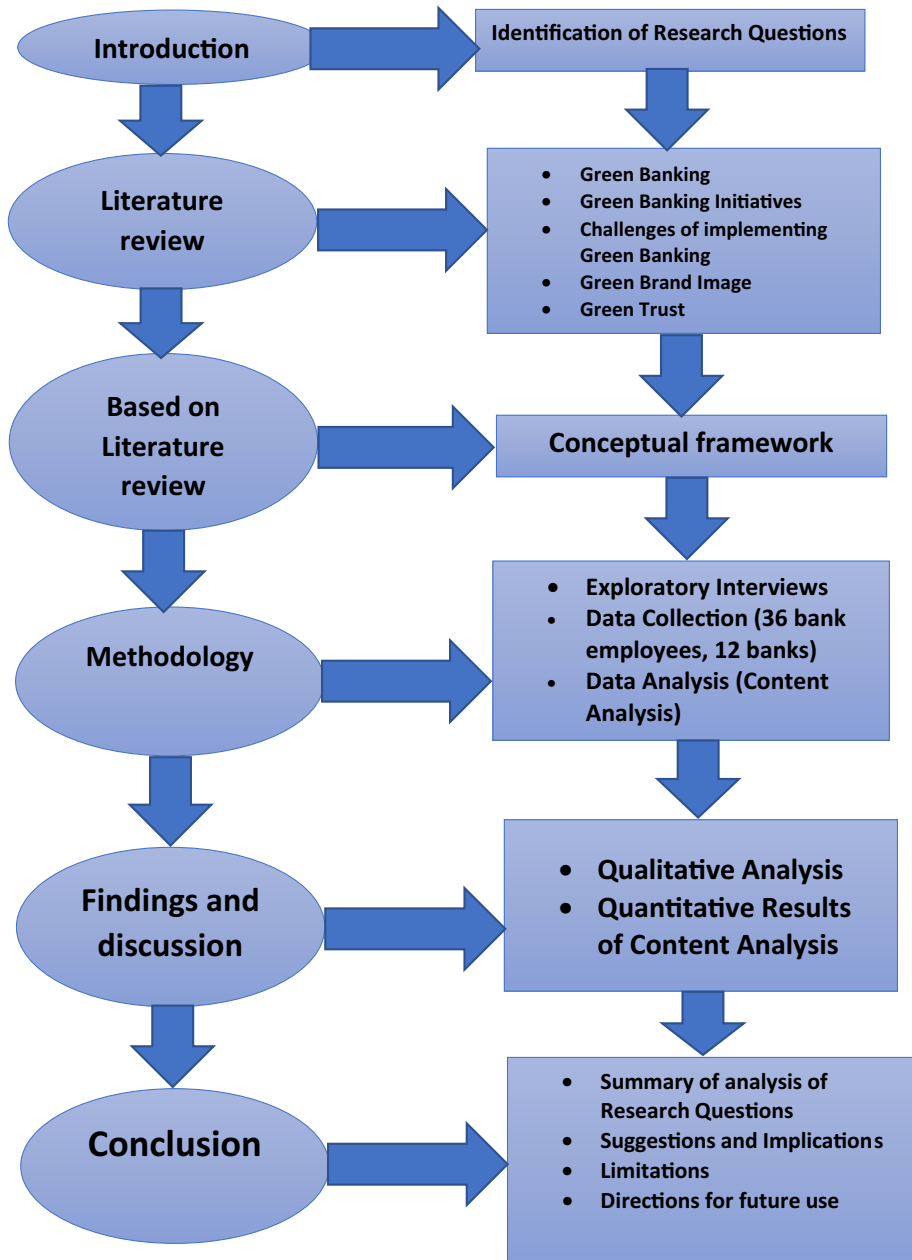 Introduction
Identification of Research Questions
Literature
review
• Green Banking
• Green Banking Initiatives
• Challenges of implementing
Green Banking
• Green Brand Image
• Green Trust
Based on
Literature
review
Conceptual framework
Methodology
• Exploratory Interviews
• Data Collection (36 bank
employees, 12 banks)
• Data Analysis (Content
Analysis)
Findings and
discussion
• Qualitative Analysis
• Quantitative Results
of Content Analysis
Conclusion
• Summary of analysis of
Research Questions
• Suggestions and Implications
• Limitations
• Directions for future use